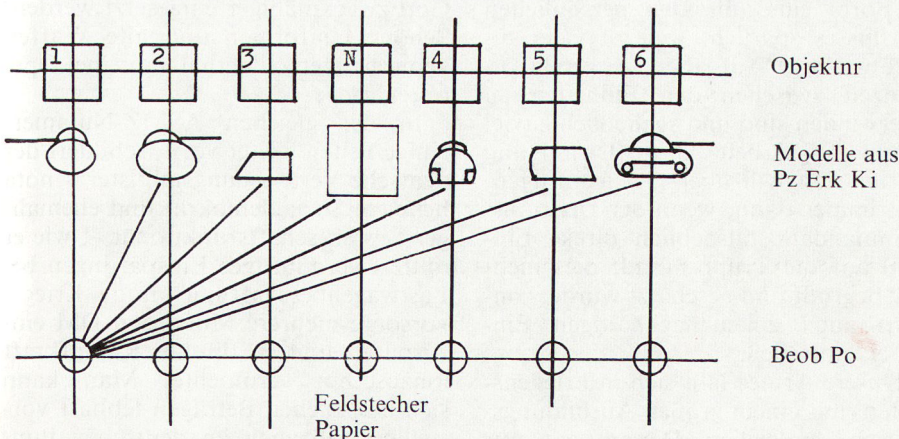 1 2 3 N 4 5 6 Objektnr
Modelle aus
Pz Erk Ki
Beob Po
Feldstecher
Papier